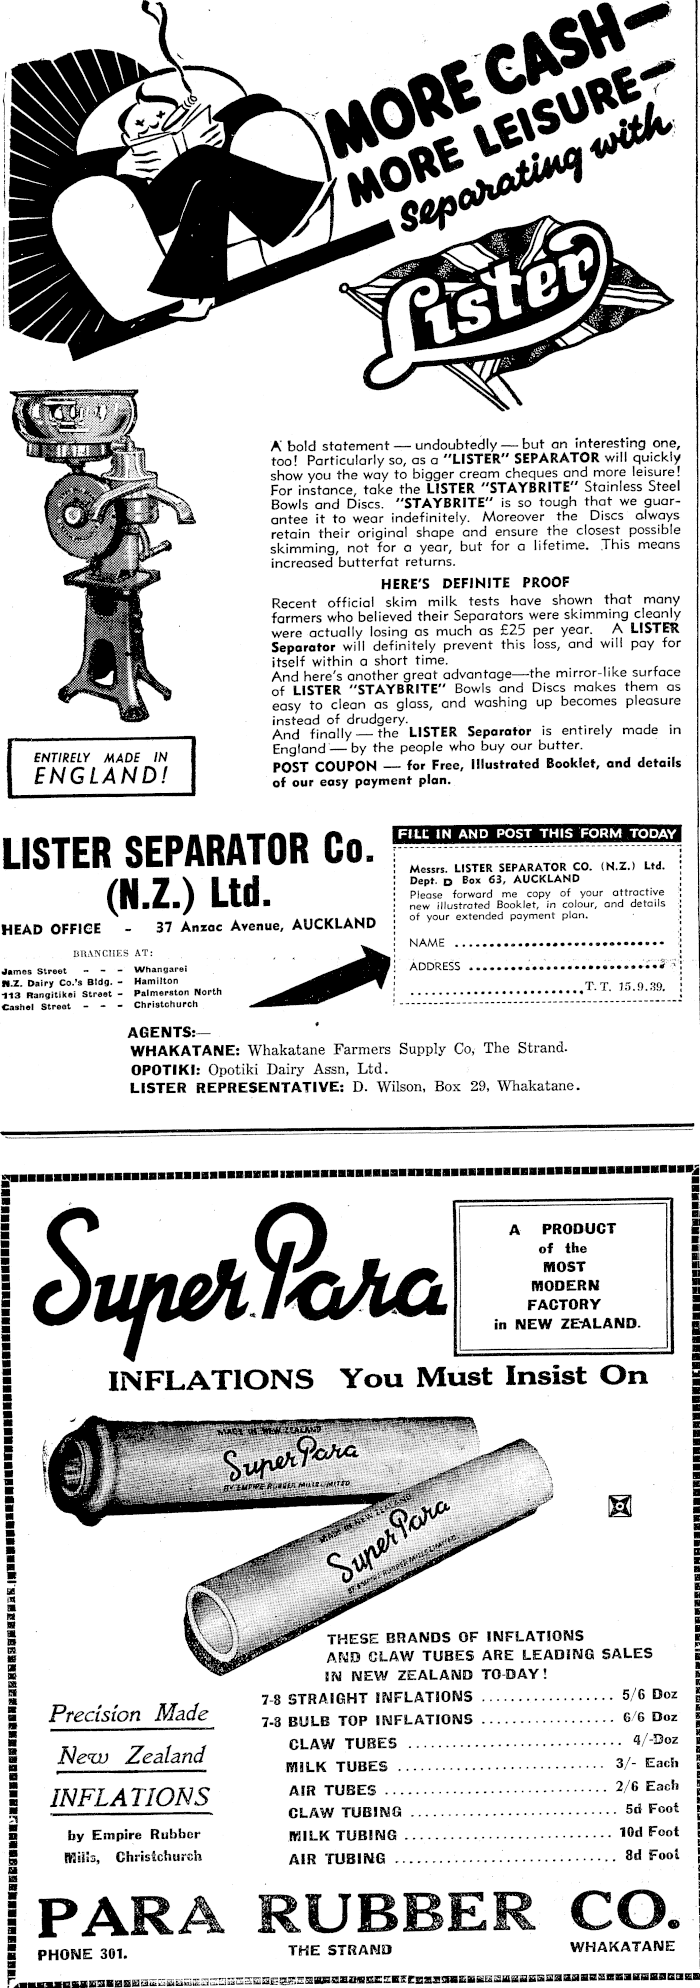 MORE CASH—
MORE LEISURE—
Separating with
Lister
A bold statement — undoubtedly — but an interesting one,
too! Particularly so, as a "LISTER" SEPARATOR will quickly
show you the way to bigger cream cheques and more leisure!
For instance, take the LISTER "STAYBRITE" Stainless Steel
Bowls and Discs. "STAYBRITE" is so tough that we guar-
antee it to wear indefinitely. Moreover the Discs always
retain their original shape and ensure the closest possible
skimming, not for a year, but for a lifetime. This means
increased butterfat returns.
HERE'S DEFINITE PROOF
Recent official skim milk tests have shown that many
farmers who believed their Separators were skimming cleanly
were actually losing as much as £25 per year. A LISTER
Separator will definitely prevent this loss, and will pay for
itself within a short time.
And here's another great advantage—the mirror-like surface
of LISTER "STAYBRITE" Bowls and Discs makes them as
easy to clean as glass, and washing up becomes pleasure
instead of drudgery.
And finally — the LISTER Separator is entirely made in
England — by the people who buy our butter.
POST COUPON — for Free, Illustrated Booklet, and details
of our easy payment plan.
ENTIRELY MADE IN
ENGLAND!
LISTER SEPARATOR Co.
(N.Z.) Ltd.
HEAD OFFICE - 37 Anzac Avenue, AUCKLAND
BRANCHES AT:
James Street - - - Whangarei
N.Z. Dairy Co.'s Bldg. - Hamilton
113 Rangitikei Street - Palmerston North
Cashel Street - - - Christchurch
FILL IN AND POST THIS FORM TODAY
Messrs. LISTER SEPARATOR CO. (N.Z.) Ltd.
Dept. D Box 63, AUCKLAND
Please forward me copy of your attractive
new illustrated Booklet, in colour, and details
of your extended payment plan.
NAME ........................................
ADDRESS .....................................
..............................T.T. 15.9.39.
AGENTS:—
WHAKATANE: Whakatane Farmers Supply Co, The Strand.
OPOTIKI: Opotiki Dairy Assn, Ltd.
LISTER REPRESENTATIVE: D. Wilson, Box 29, Whakatane.
Super Para
A PRODUCT
of the
MOST
MODERN
FACTORY
in NEW ZEALAND.
INFLATIONS You Must Insist On
MADE IN NEW ZEALAND
Super Para
BY EMPIRE RUBBER MILLS LIMITED
MADE IN NEW ZEALAND
Super Para
BY EMPIRE RUBBER MILLS LIMITED
THESE BRANDS OF INFLATIONS
AND CLAW TUBES ARE LEADING SALES
IN NEW ZEALAND TO-DAY!
7-8 STRAIGHT INFLATIONS .................. 5/6 Doz
7-8 BULB TOP INFLATIONS .................. 6/6 Doz
CLAW TUBES ............................. 4/-Doz
MILK TUBES ............................. 3/- Each
AIR TUBES .............................. 2/6 Each
CLAW TUBING ............................ 5d Foot
MILK TUBING ............................ 10d Foot
AIR TUBING ............................. 8d Foot
Precision Made
New Zealand
INFLATIONS
by Empire Rubber
Mills, Christchurch
PARA RUBBER CO.
PHONE 301. THE STRAND WHAKATANE